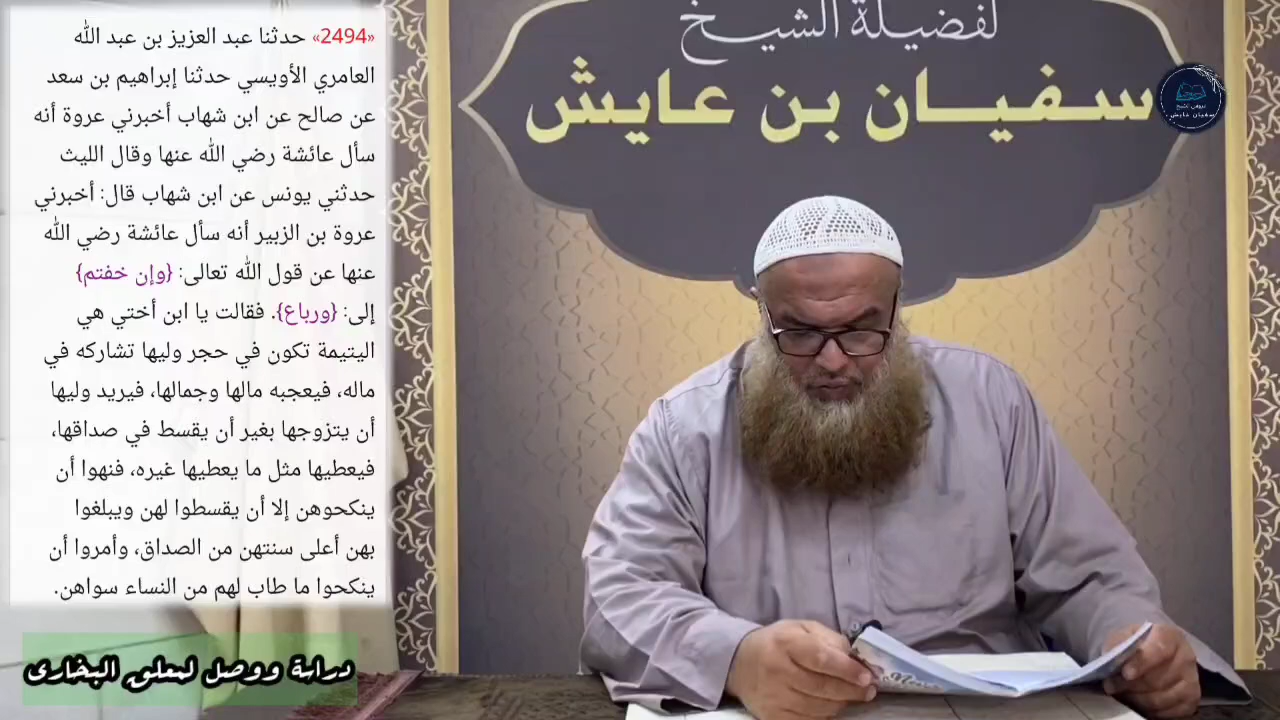 لفضيلة الشيخ
سفيان بن عايش
سفيان عايش
«2494» حدثنا عبد العزيز بن عبد الله
العامري الأويسي حدثنا إبراهيم بن سعد
عن صالح عن ابن شهاب أخبرني عروة أنه
سأل عائشة رضي الله عنها وقال الليث
حدثني يونس عن ابن شهاب قال: أخبرني
عروة بن الزبير أنه سأل عائشة رضي الله
عنها عن قول الله تعالى: {وإن خفتم}
إلى: {ورباع}. فقالت يا ابن أختي هي
اليتيمة تكون في حجر وليها تشاركه في
ماله، فيعجبه مالها وجمالها، فيريد وليها
أن يتزوجها بغير أن يقسط في صداقها،
فيعطيها مثل ما يعطيها غيره، فنهوا أن
ينكحوهن إلا أن يقسطوا لهن ويبلغوا
بهن أعلى سنتهن من الصداق، وأمروا أن
ينكحوا ما طاب لهم من النساء سواهن.
دراسة ووصل لمعلق البخارى